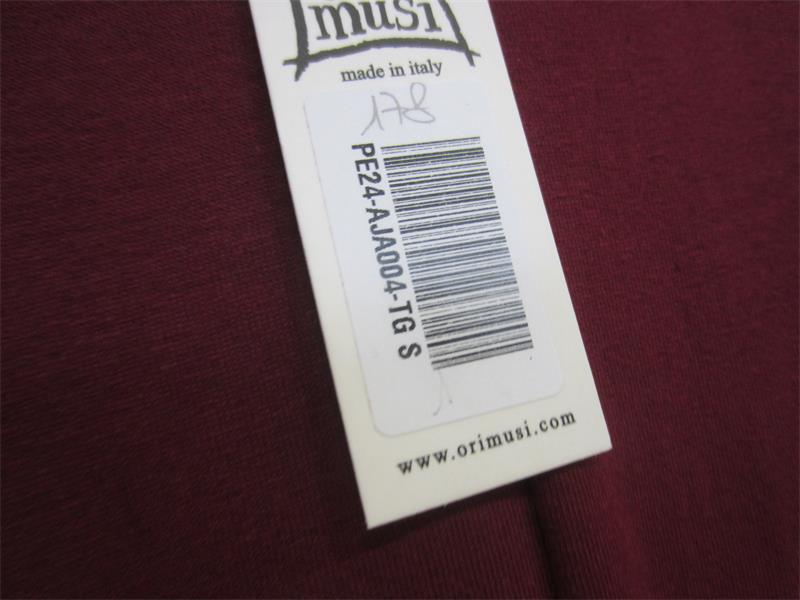 musi
made in italy
178
PE24-AJA004-TG S
www.orimusi.com